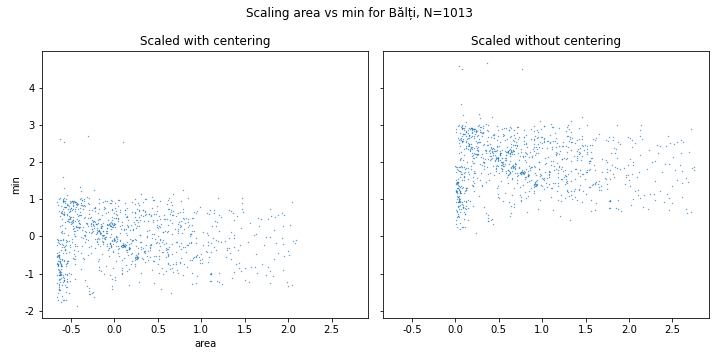 Scaling area vs min for Bălți, N=1013
Scaled with centering
Scaled without centering
4
3
2
1
0
-1
-2
min
-0.5 0.0 0.5 1.0 1.5 2.0 2.5
-0.5 0.0 0.5 1.0 1.5 2.0 2.5
area